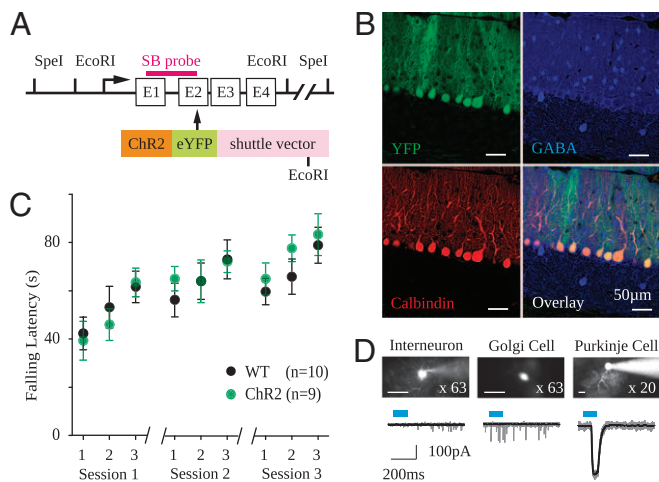 A
SpeI
EcoRI
SB probe
EcoRI
SpeI
E1
E2
E3
E4
ChR2
eYFP
shuttle vector
EcoRI
B
YFP
GABA
Calbindin
Overlay
50µm
C
Falling Latency (s)
80
60
40
20
0
WT (n=10)
ChR2 (n=9)
1 2 3 1 2 3 1 2 3
Session 1 Session 2 Session 3
D
Interneuron
Golgi Cell
Purkinje Cell
x 63
x 63
x 20
100pA
200ms